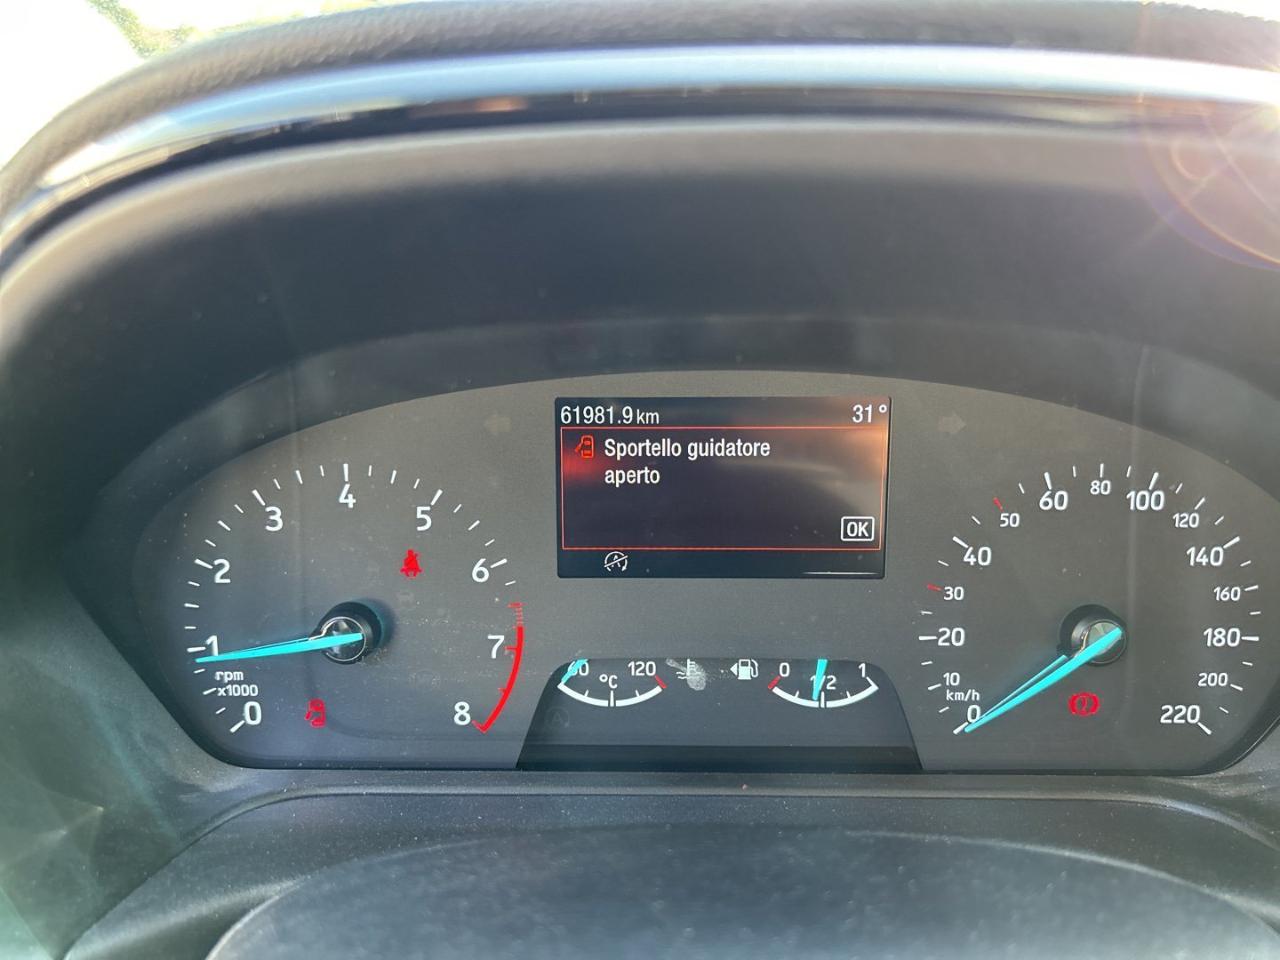 61981.9 km 31°
Sportello guidatore
aperto
OK
0 1 2 3 4 5 6 7 8
rpm
x1000
60 °C 120
0 1/2 1
0 10 20 30 40 50 60 80 100 120 140 160 180 200 220
km/h